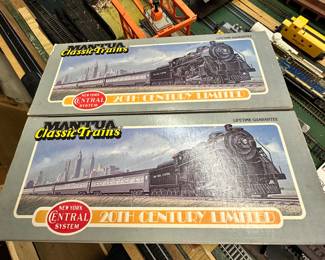 MANTUA
Classic Trains
NEW YORK
CENTRAL
SYSTEM
20TH CENTURY LIMITED
MANTUA
Classic Trains
LIFETIME GUARANTEE
NEW YORK
CENTRAL
SYSTEM
20TH CENTURY LIMITED